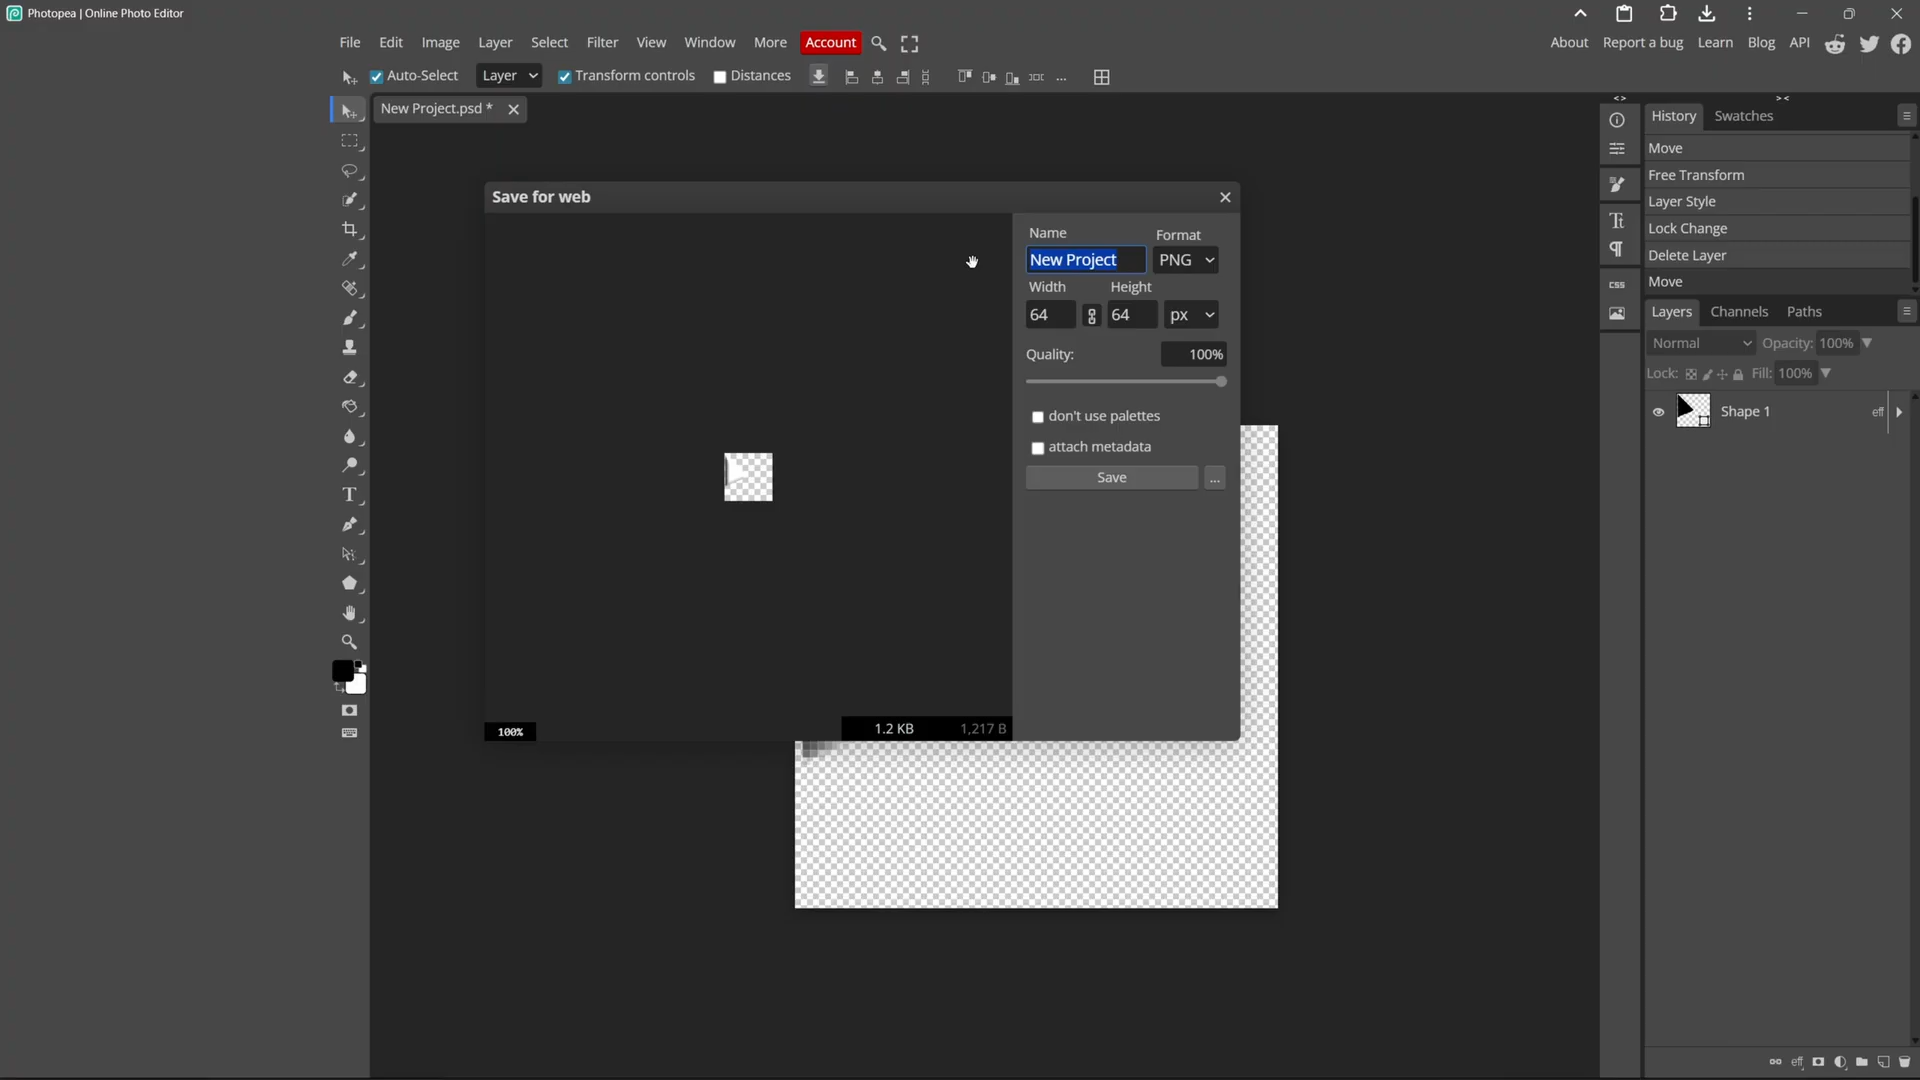 Photopea | Online Photo Editor
File Edit Image Layer Select Filter View Window More Account
About Report a bug Learn Blog API
Auto-Select Layer Transform controls Distances ...
New Project.psd *
History Swatches
Move
Free Transform
Layer Style
Lock Change
Delete Layer
Move
Layers Channels Paths
Normal Opacity: 100%
Lock: Fill: 100%
Shape 1 eff
CSS
Save for web
Name Format
New Project PNG
Width Height
64 64 px
Quality: 100%
don't use palettes
attach metadata
Save ...
100% 1.2 KB 1,217 B
eff